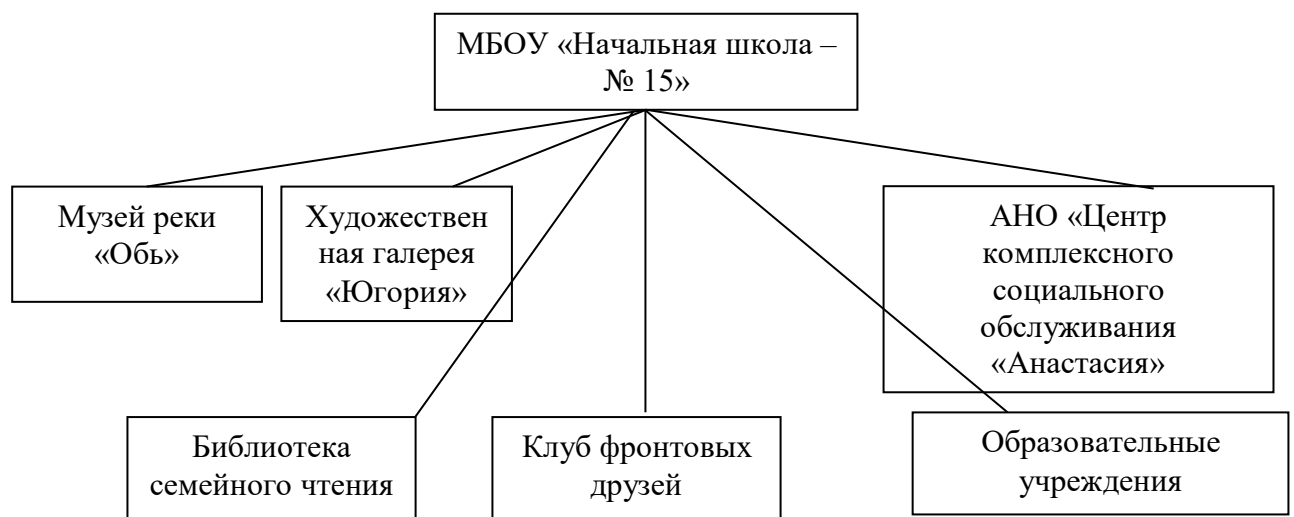 МБОУ «Начальная школа –
№ 15»
Музей реки
«Обь»
Художествен
ная галерея
«Югория»
АНО «Центр
комплексного
социального
обслуживания
«Анастасия»
Библиотека
семейного чтения
Клуб фронтовых
друзей
Образовательные
учреждения